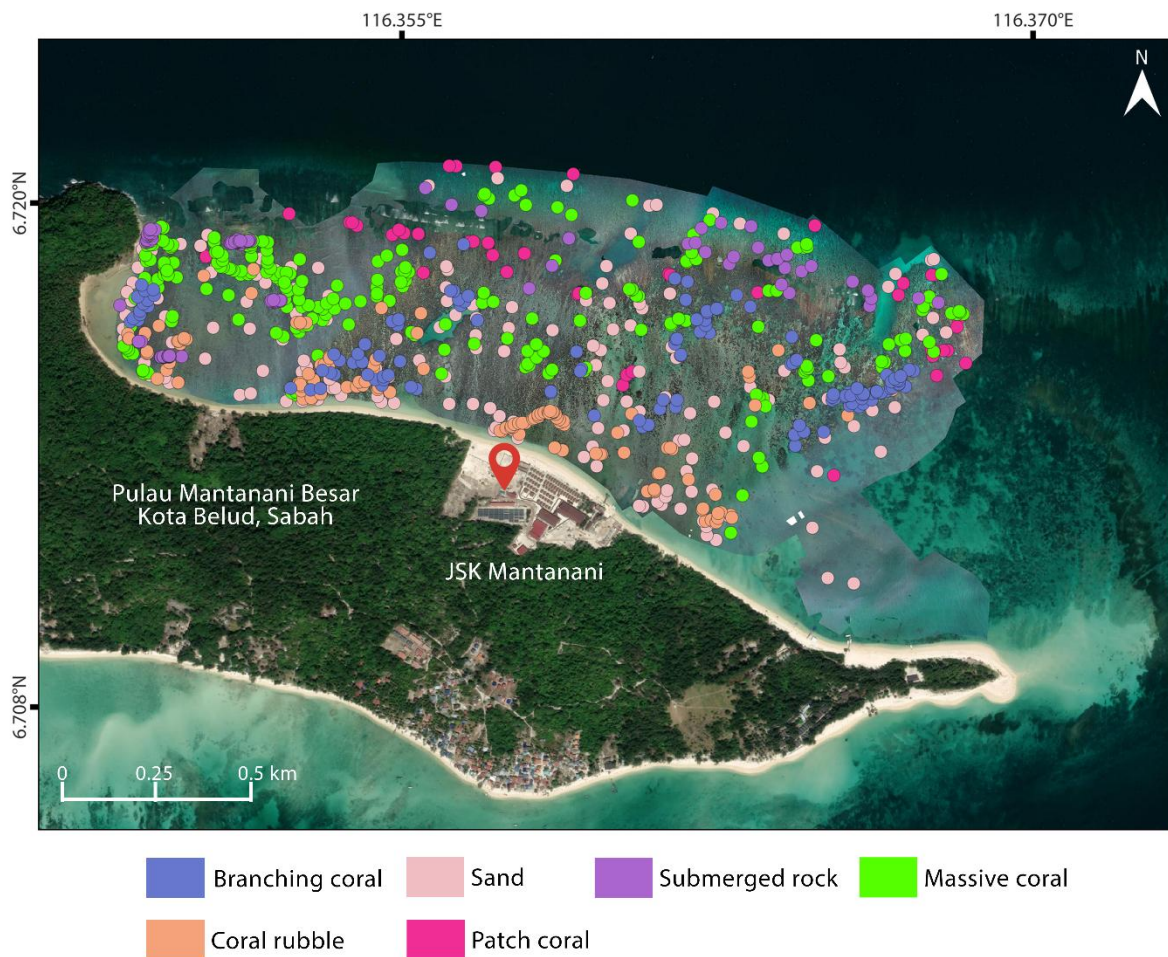 116.355°E
116.370°E
N
6.720°N
Pulau Mantanani Besar
Kota Belud, Sabah
JSK Mantanani
6.708°N
0 0.25 0.5 km
Branching coral
Sand
Submerged rock
Massive coral
Coral rubble
Patch coral